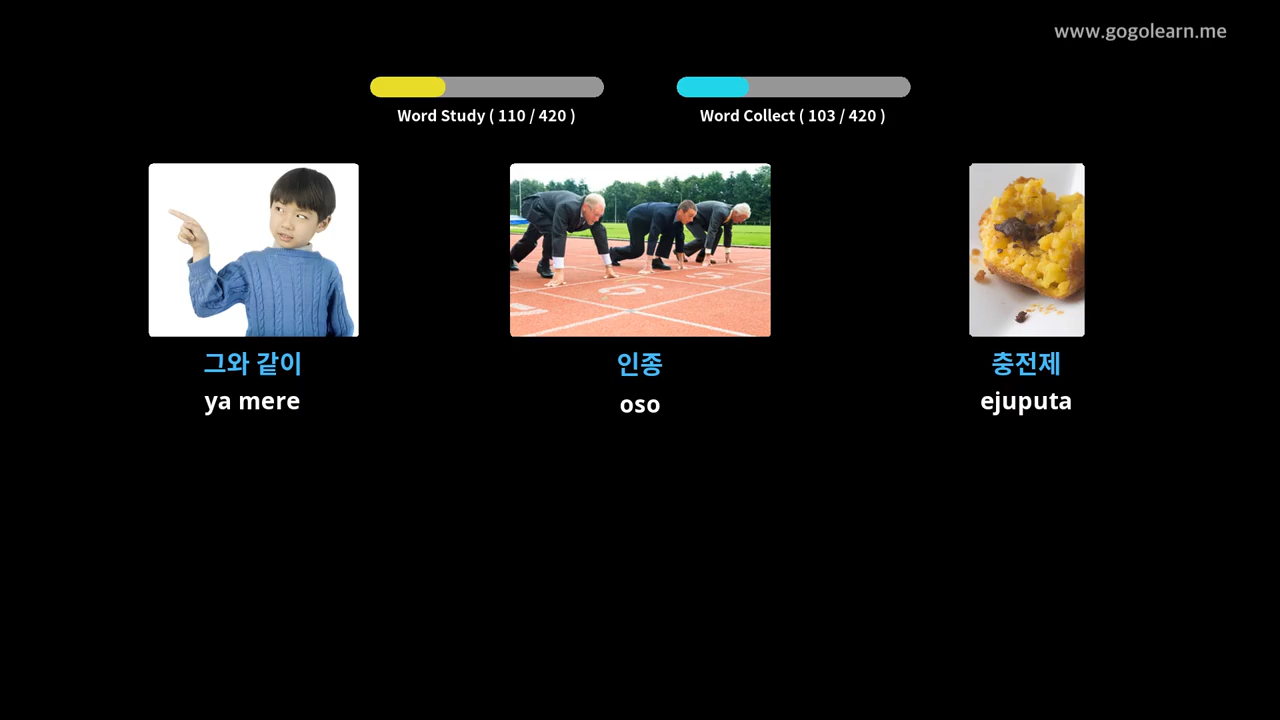 www.gogolearn.me
Word Study ( 110 / 420 )
Word Collect ( 103 / 420 )
그와 같이
ya mere
인종
oso
충전제
ejuputa